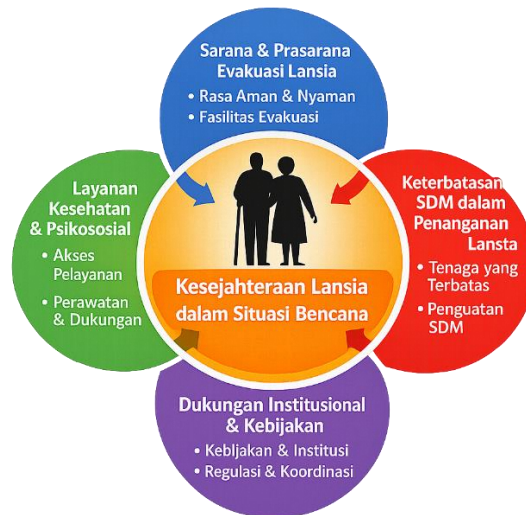 Sarana & Prasarana
Evakuasi Lansia
• Rasa Aman & Nyaman
• Fasilitas Evakuasi
Layanan
Kesehatan
& Psikososial
• Akses
Pelayanan
• Perawatan
& Dukungan
Keterbatasan
SDM dalam
Penanganan
Lansta
• Tenaga yang
Terbatas
• Penguatan
SDM
Kesejahteraan Lansia
dalam Situasi Bencana
Dukungan Institusional
& Kebijakan
• Kebljakan & Institusi
• Regulasi & Koordinasi